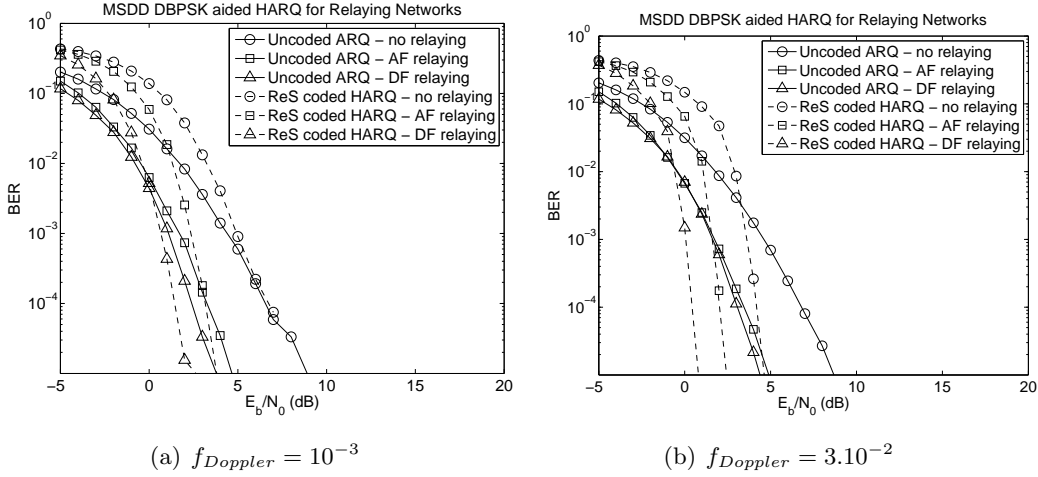 MSDD DBPSK aided HARQ for Relaying Networks
10^0
10^-1
10^-2
10^-3
10^-4
BER
Uncoded ARQ − no relaying
Uncoded ARQ − AF relaying
Uncoded ARQ − DF relaying
ReS coded HARQ − no relaying
ReS coded HARQ − AF relaying
ReS coded HARQ − DF relaying
−5 0 5 10 15 20
E_b/N_0 (dB)
(a) f_Doppler = 10^-3
MSDD DBPSK aided HARQ for Relaying Networks
10^0
10^-1
10^-2
10^-3
10^-4
BER
Uncoded ARQ − no relaying
Uncoded ARQ − AF relaying
Uncoded ARQ − DF relaying
ReS coded HARQ − no relaying
ReS coded HARQ − AF relaying
ReS coded HARQ − DF relaying
−5 0 5 10 15 20
E_b/N_0 (dB)
(b) f_Doppler = 3.10^-2